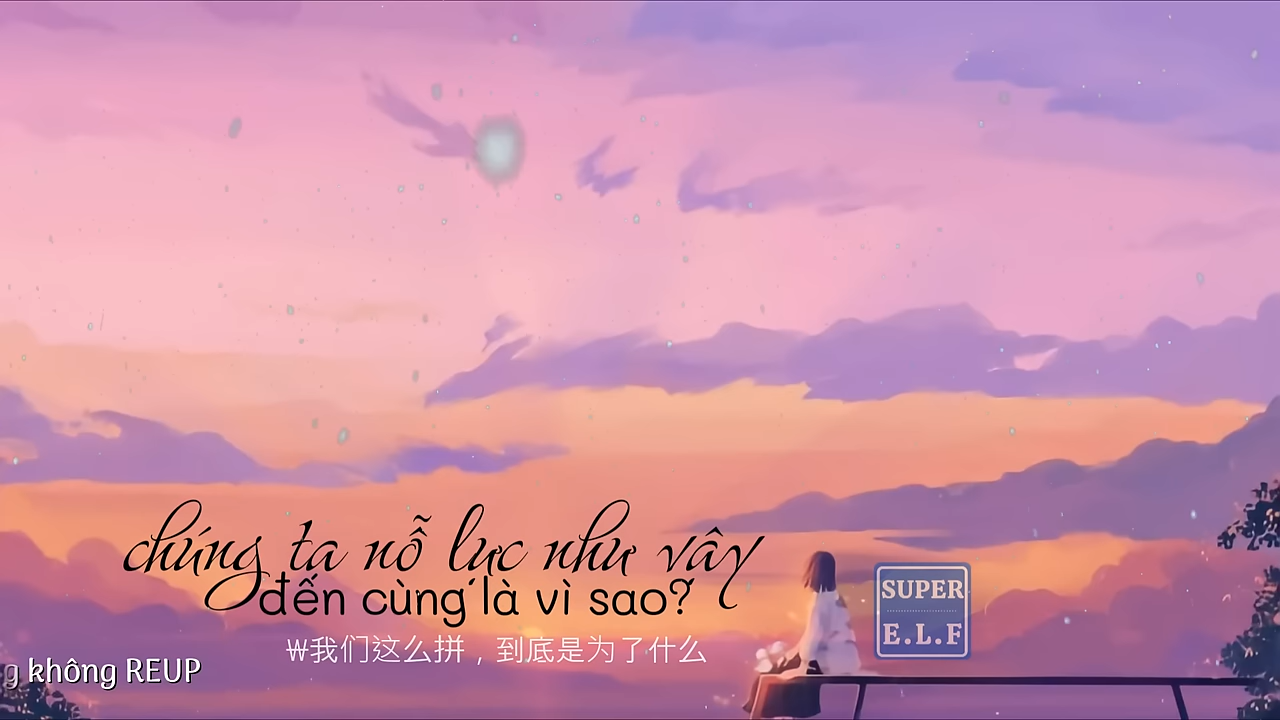 chúng ta nỗ lực như vậy
đến cùng là vì sao?
₩我们这么拼，到底是为了什么
g không REUP
SUPER
E.L.F